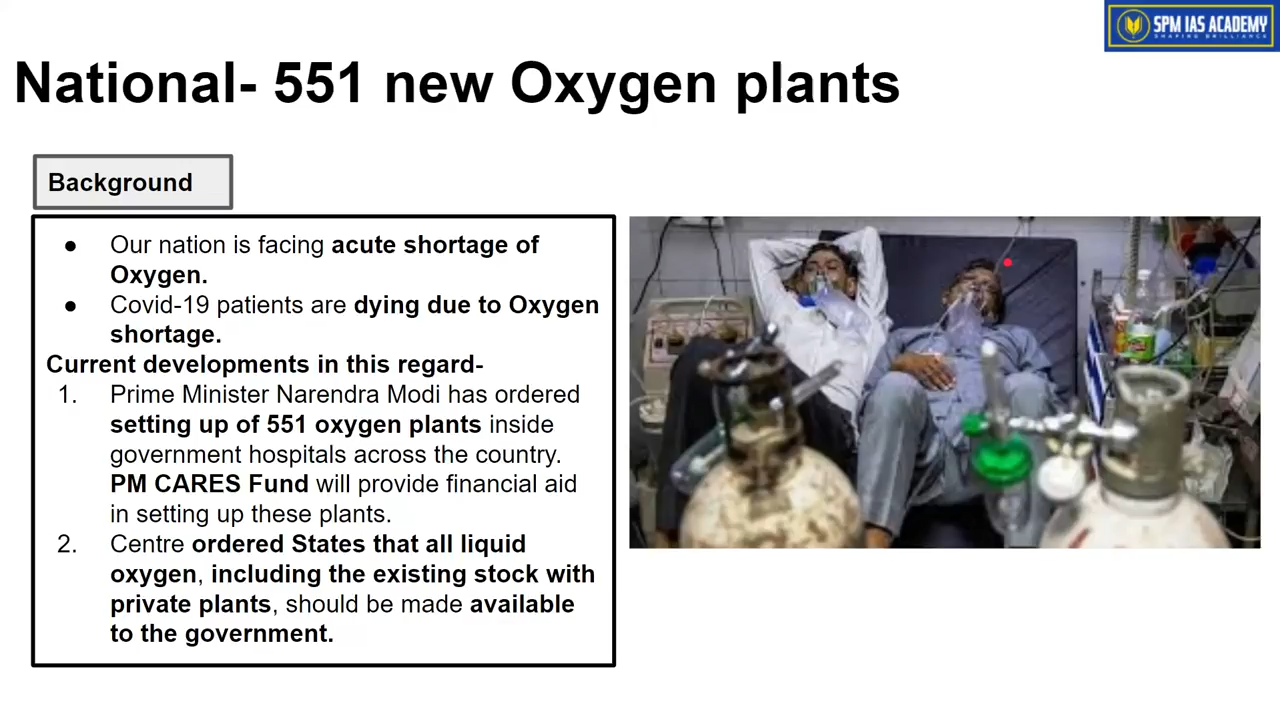 SPM IAS ACADEMY
SHAPING BRILLIANCE
National- 551 new Oxygen plants
Background
● Our nation is facing acute shortage of
Oxygen.
● Covid-19 patients are dying due to Oxygen
shortage.
Current developments in this regard-
1. Prime Minister Narendra Modi has ordered
setting up of 551 oxygen plants inside
government hospitals across the country.
PM CARES Fund will provide financial aid
in setting up these plants.
2. Centre ordered States that all liquid
oxygen, including the existing stock with
private plants, should be made available
to the government.